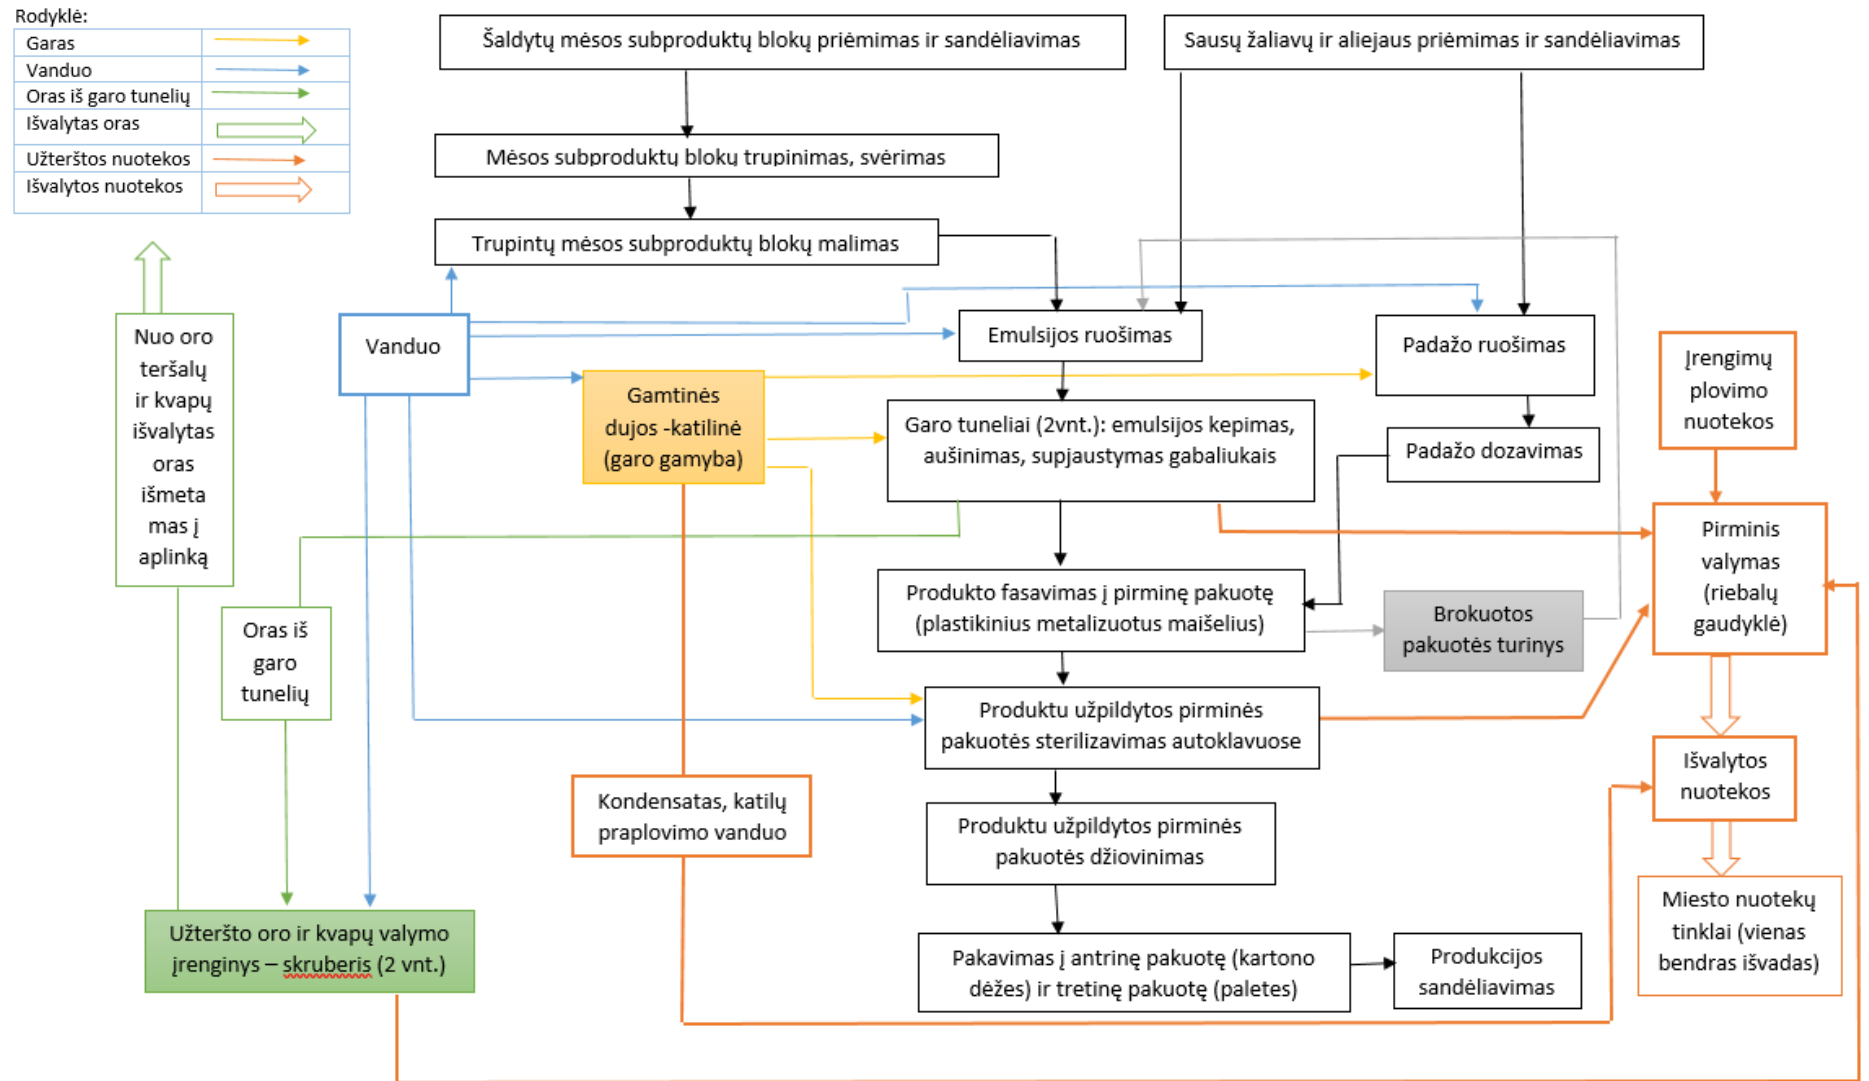 Rodyklė:
Garas
Vanduo
Oras iš garo tunelių
Išvalytas oras
Užterštos nuotekos
Išvalytos nuotekos
Šaldytų mėsos subproduktų blokų priėmimas ir sandėliavimas
Sausų žaliavų ir aliejaus priėmimas ir sandėliavimas
Mėsos subproduktų blokų trupinimas, svėrimas
Trupintų mėsos subproduktų blokų malimas
Nuo oro
teršalų
ir kvapų
išvalytas
oras
išmeta
mas į
aplinką
Vanduo
Emulsijos ruošimas
Padažo ruošimas
Įrengimų
plovimo
nuotekos
Gamtinės
dujos -katilinė
(garo gamyba)
Garo tuneliai (2vnt.): emulsijos kepimas,
aušinimas, supjaustymas gabaliukais
Padažo dozavimas
Pirminis
valymas
(riebalų
gaudyklė)
Produkto fasavimas į pirminę pakuotę
(plastikinius metalizuotus maišelius)
Brokuotos
pakuotės turinys
Oras iš
garo
tunelių
Produktu užpildytos pirminės
pakuotės sterilizavimas autoklavuose
Išvalytos
nuotekos
Kondensatas, katilų
praplovimo vanduo
Produktu užpildytos pirminės
pakuotės džiovinimas
Miesto nuotekų
tinklai (vienas
bendras išvadas)
Užteršto oro ir kvapų valymo
įrenginys – skruberis (2 vnt.)
Pakavimas į antrinę pakuotę (kartono
dėžes) ir tretinę pakuotę (paletes)
Produkcijos
sandėliavimas